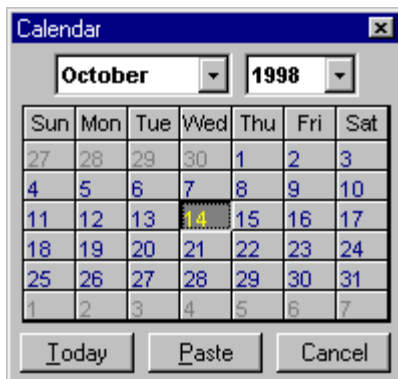 Calendar
October 1998
Sun Mon Tue Wed Thu Fri Sat
27 28 29 30 1 2 3
4 5 6 7 8 9 10
11 12 13 14 15 16 17
18 19 20 21 22 23 24
25 26 27 28 29 30 31
1 2 3 4 5 6 7
Today Paste Cancel